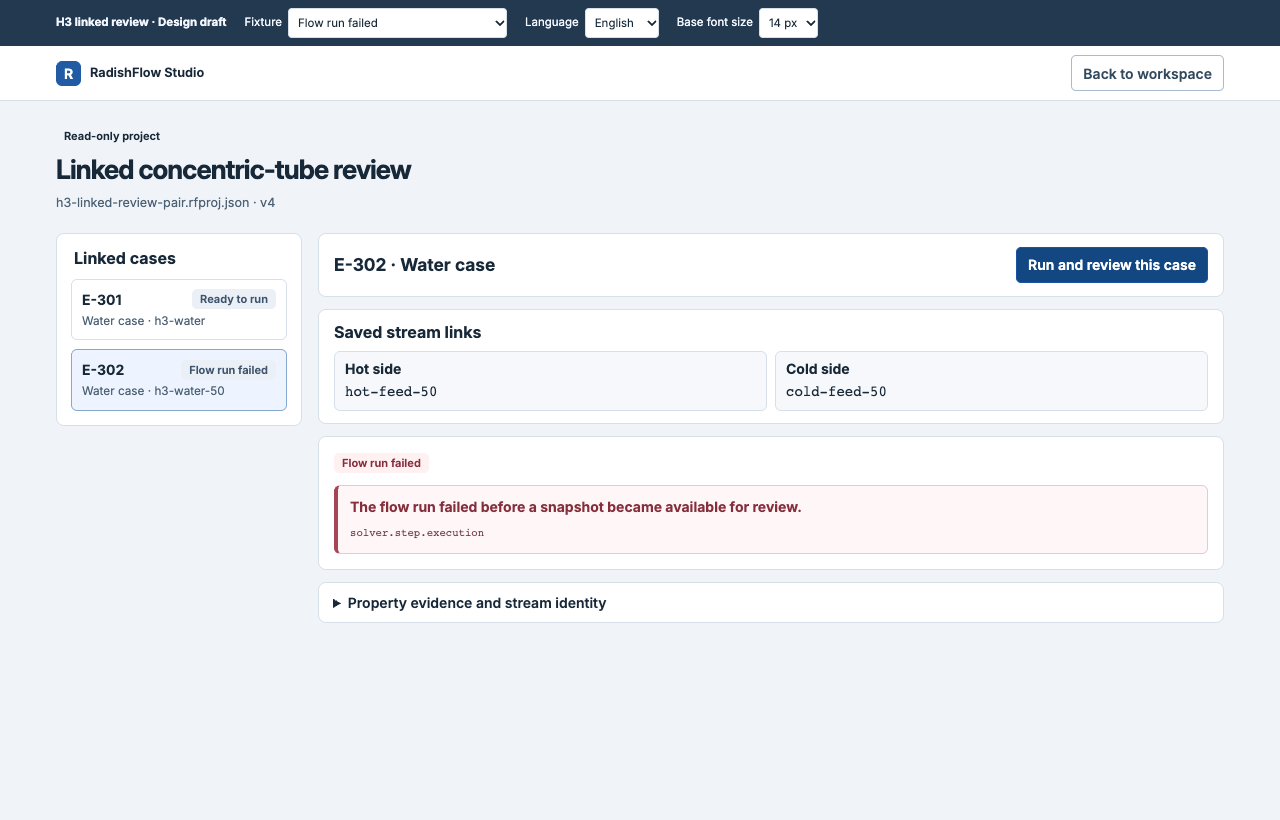 H3 linked review · Design draft Fixture Flow run failed Language English Base font size 14 px
R RadishFlow Studio Back to workspace
Read-only project
Linked concentric-tube review
h3-linked-review-pair.rfproj.json · v4
Linked cases
E-301 Ready to run
Water case · h3-water
E-302 Flow run failed
Water case · h3-water-50
E-302 · Water case Run and review this case
Saved stream links
Hot side
hot-feed-50
Cold side
cold-feed-50
Flow run failed
The flow run failed before a snapshot became available for review.
solver.step.execution
Property evidence and stream identity